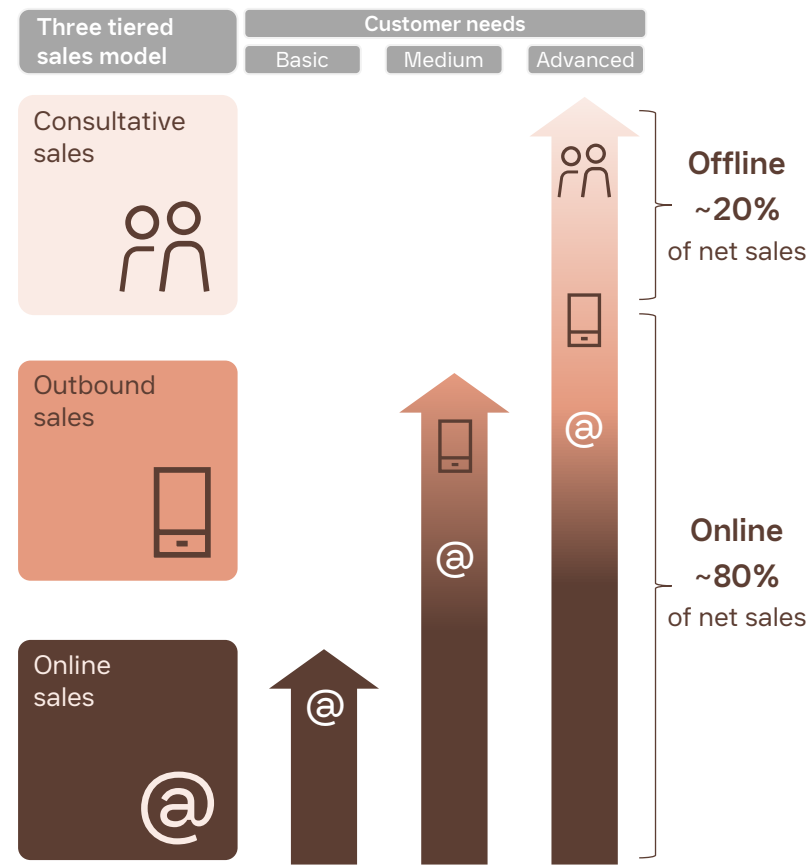 Three tiered
sales model
Customer needs
Basic
Medium
Advanced
Consultative
sales
Offline
~20%
of net sales
Outbound
sales
@
@
Online
~80%
of net sales
Online
sales
@
@